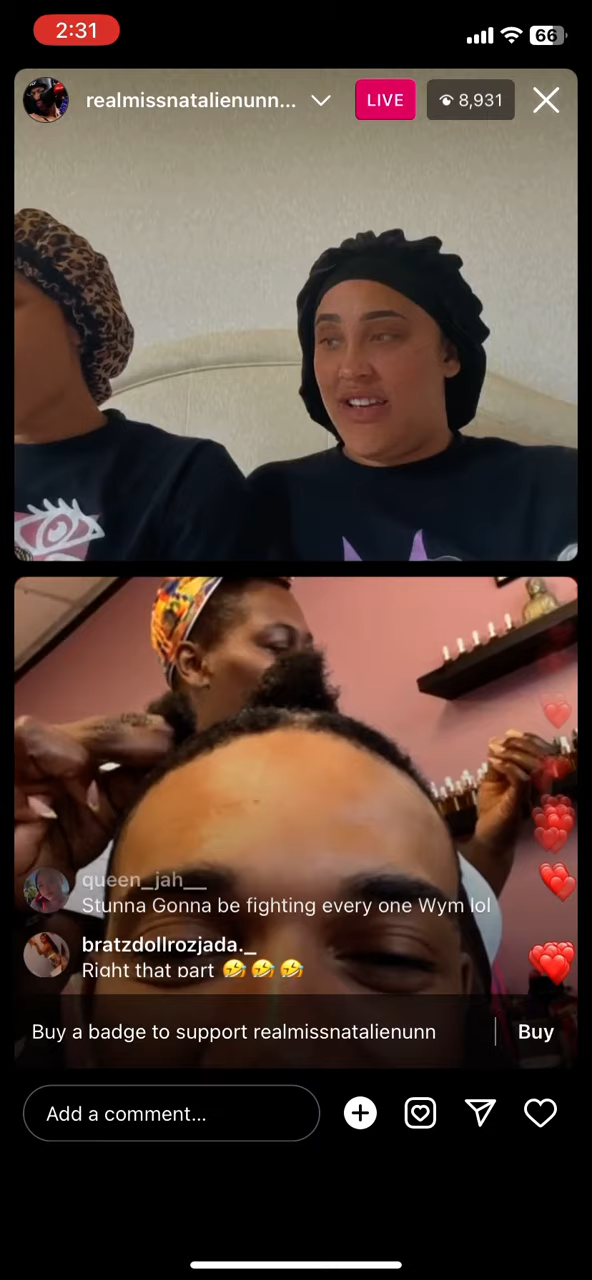 2:31
66
realmissnatalienunn...
LIVE
8,931
queen_jah__
Stunna Gonna be fighting every one Wym lol
bratzdollrozjada._
Right that part 🤣🤣🤣
Buy a badge to support realmissnatalienunn
Buy
Add a comment...